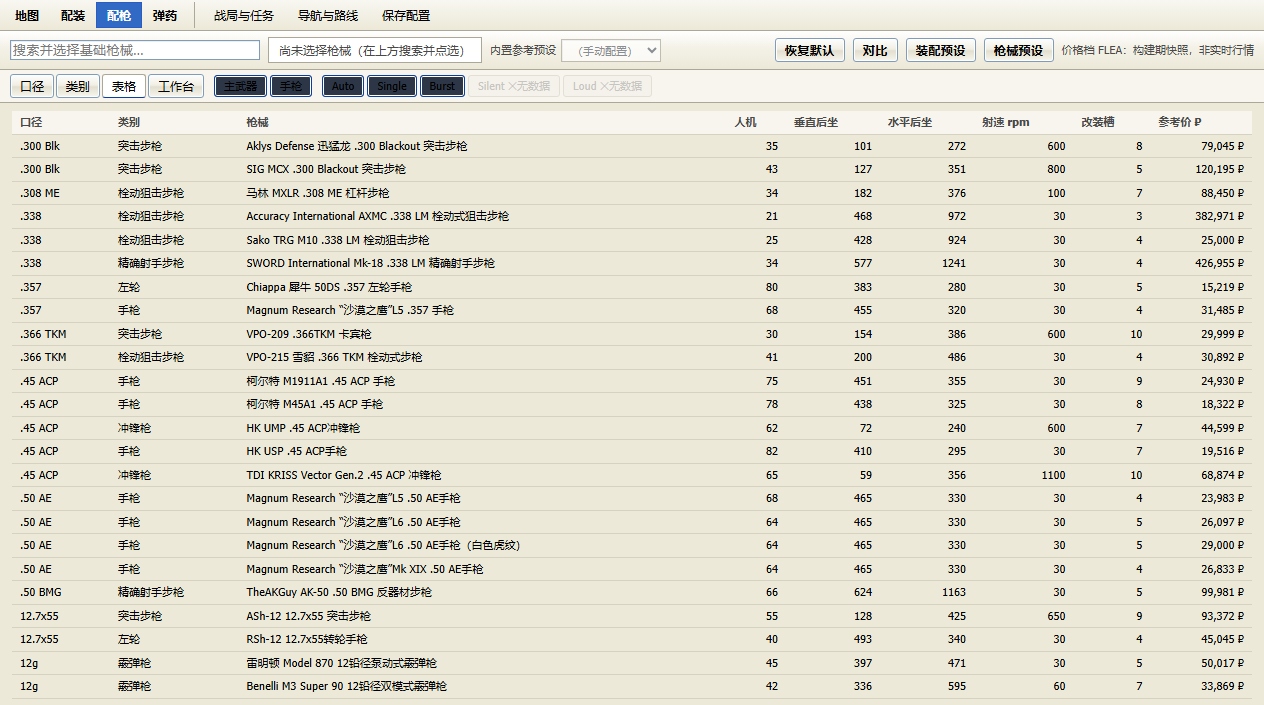 地图 配装 配枪 弹药 战局与任务 导航与路线 保存配置
搜索并选择基础枪械... 尚未选择枪械（在上方搜索并点选） 内置参考预设 （手动配置） 恢复默认 对比 装配预设 枪械预设 价格档 FLEA：构建期快照，非实时行情
口径 类别 表格 工作台 主武器 手枪 Auto Single Burst Silent ×无数据 Loud ×无数据
口径 类别 枪械 人机 垂直后坐 水平后坐 射速 rpm 改装槽 参考价 ₽
.300 Blk 突击步枪 Aklys Defense 迅猛龙 .300 Blackout 突击步枪 35 101 272 600 8 79,045 ₽
.300 Blk 突击步枪 SIG MCX .300 Blackout 突击步枪 43 127 351 800 5 120,195 ₽
.308 ME 栓动狙击步枪 马林 MXLR .308 ME 杠杆步枪 34 182 376 100 7 88,450 ₽
.338 栓动狙击步枪 Accuracy International AXMC .338 LM 栓动式狙击步枪 21 468 972 30 3 382,971 ₽
.338 栓动狙击步枪 Sako TRG M10 .338 LM 栓动狙击步枪 25 428 924 30 4 25,000 ₽
.338 精确射手步枪 SWORD International Mk-18 .338 LM 精确射手步枪 34 577 1241 30 4 426,955 ₽
.357 左轮 Chiappa 犀牛 50DS .357 左轮手枪 80 383 280 30 5 15,219 ₽
.357 手枪 Magnum Research “沙漠之鹰”L5 .357 手枪 68 455 320 30 4 31,485 ₽
.366 TKM 突击步枪 VPO-209 .366TKM 卡宾枪 30 154 386 600 10 29,999 ₽
.366 TKM 栓动狙击步枪 VPO-215 雪貂 .366 TKM 栓动式步枪 41 200 486 30 4 30,892 ₽
.45 ACP 手枪 柯尔特 M1911A1 .45 ACP 手枪 75 451 355 30 9 24,930 ₽
.45 ACP 手枪 柯尔特 M45A1 .45 ACP 手枪 78 438 325 30 8 18,322 ₽
.45 ACP 冲锋枪 HK UMP .45 ACP冲锋枪 62 72 240 600 7 44,599 ₽
.45 ACP 手枪 HK USP .45 ACP手枪 82 410 295 30 7 19,516 ₽
.45 ACP 冲锋枪 TDI KRISS Vector Gen.2 .45 ACP 冲锋枪 65 59 356 1100 10 68,874 ₽
.50 AE 手枪 Magnum Research “沙漠之鹰”L5 .50 AE手枪 68 465 330 30 4 23,983 ₽
.50 AE 手枪 Magnum Research “沙漠之鹰”L6 .50 AE手枪 64 465 330 30 5 26,097 ₽
.50 AE 手枪 Magnum Research “沙漠之鹰”L6 .50 AE手枪（白色虎纹） 64 465 330 30 5 29,000 ₽
.50 AE 手枪 Magnum Research “沙漠之鹰”Mk XIX .50 AE手枪 64 465 330 30 4 26,833 ₽
.50 BMG 精确射手步枪 TheAKGuy AK-50 .50 BMG 反器材步枪 66 624 1163 30 5 99,981 ₽
12.7x55 突击步枪 ASh-12 12.7x55 突击步枪 55 128 425 650 9 93,372 ₽
12.7x55 左轮 RSh-12 12.7x55转轮手枪 40 493 340 30 4 45,045 ₽
12g 霰弹枪 雷明顿 Model 870 12铅径泵动式霰弹枪 45 397 471 30 5 50,017 ₽
12g 霰弹枪 Benelli M3 Super 90 12铅径双模式霰弹枪 42 336 595 60 7 33,869 ₽